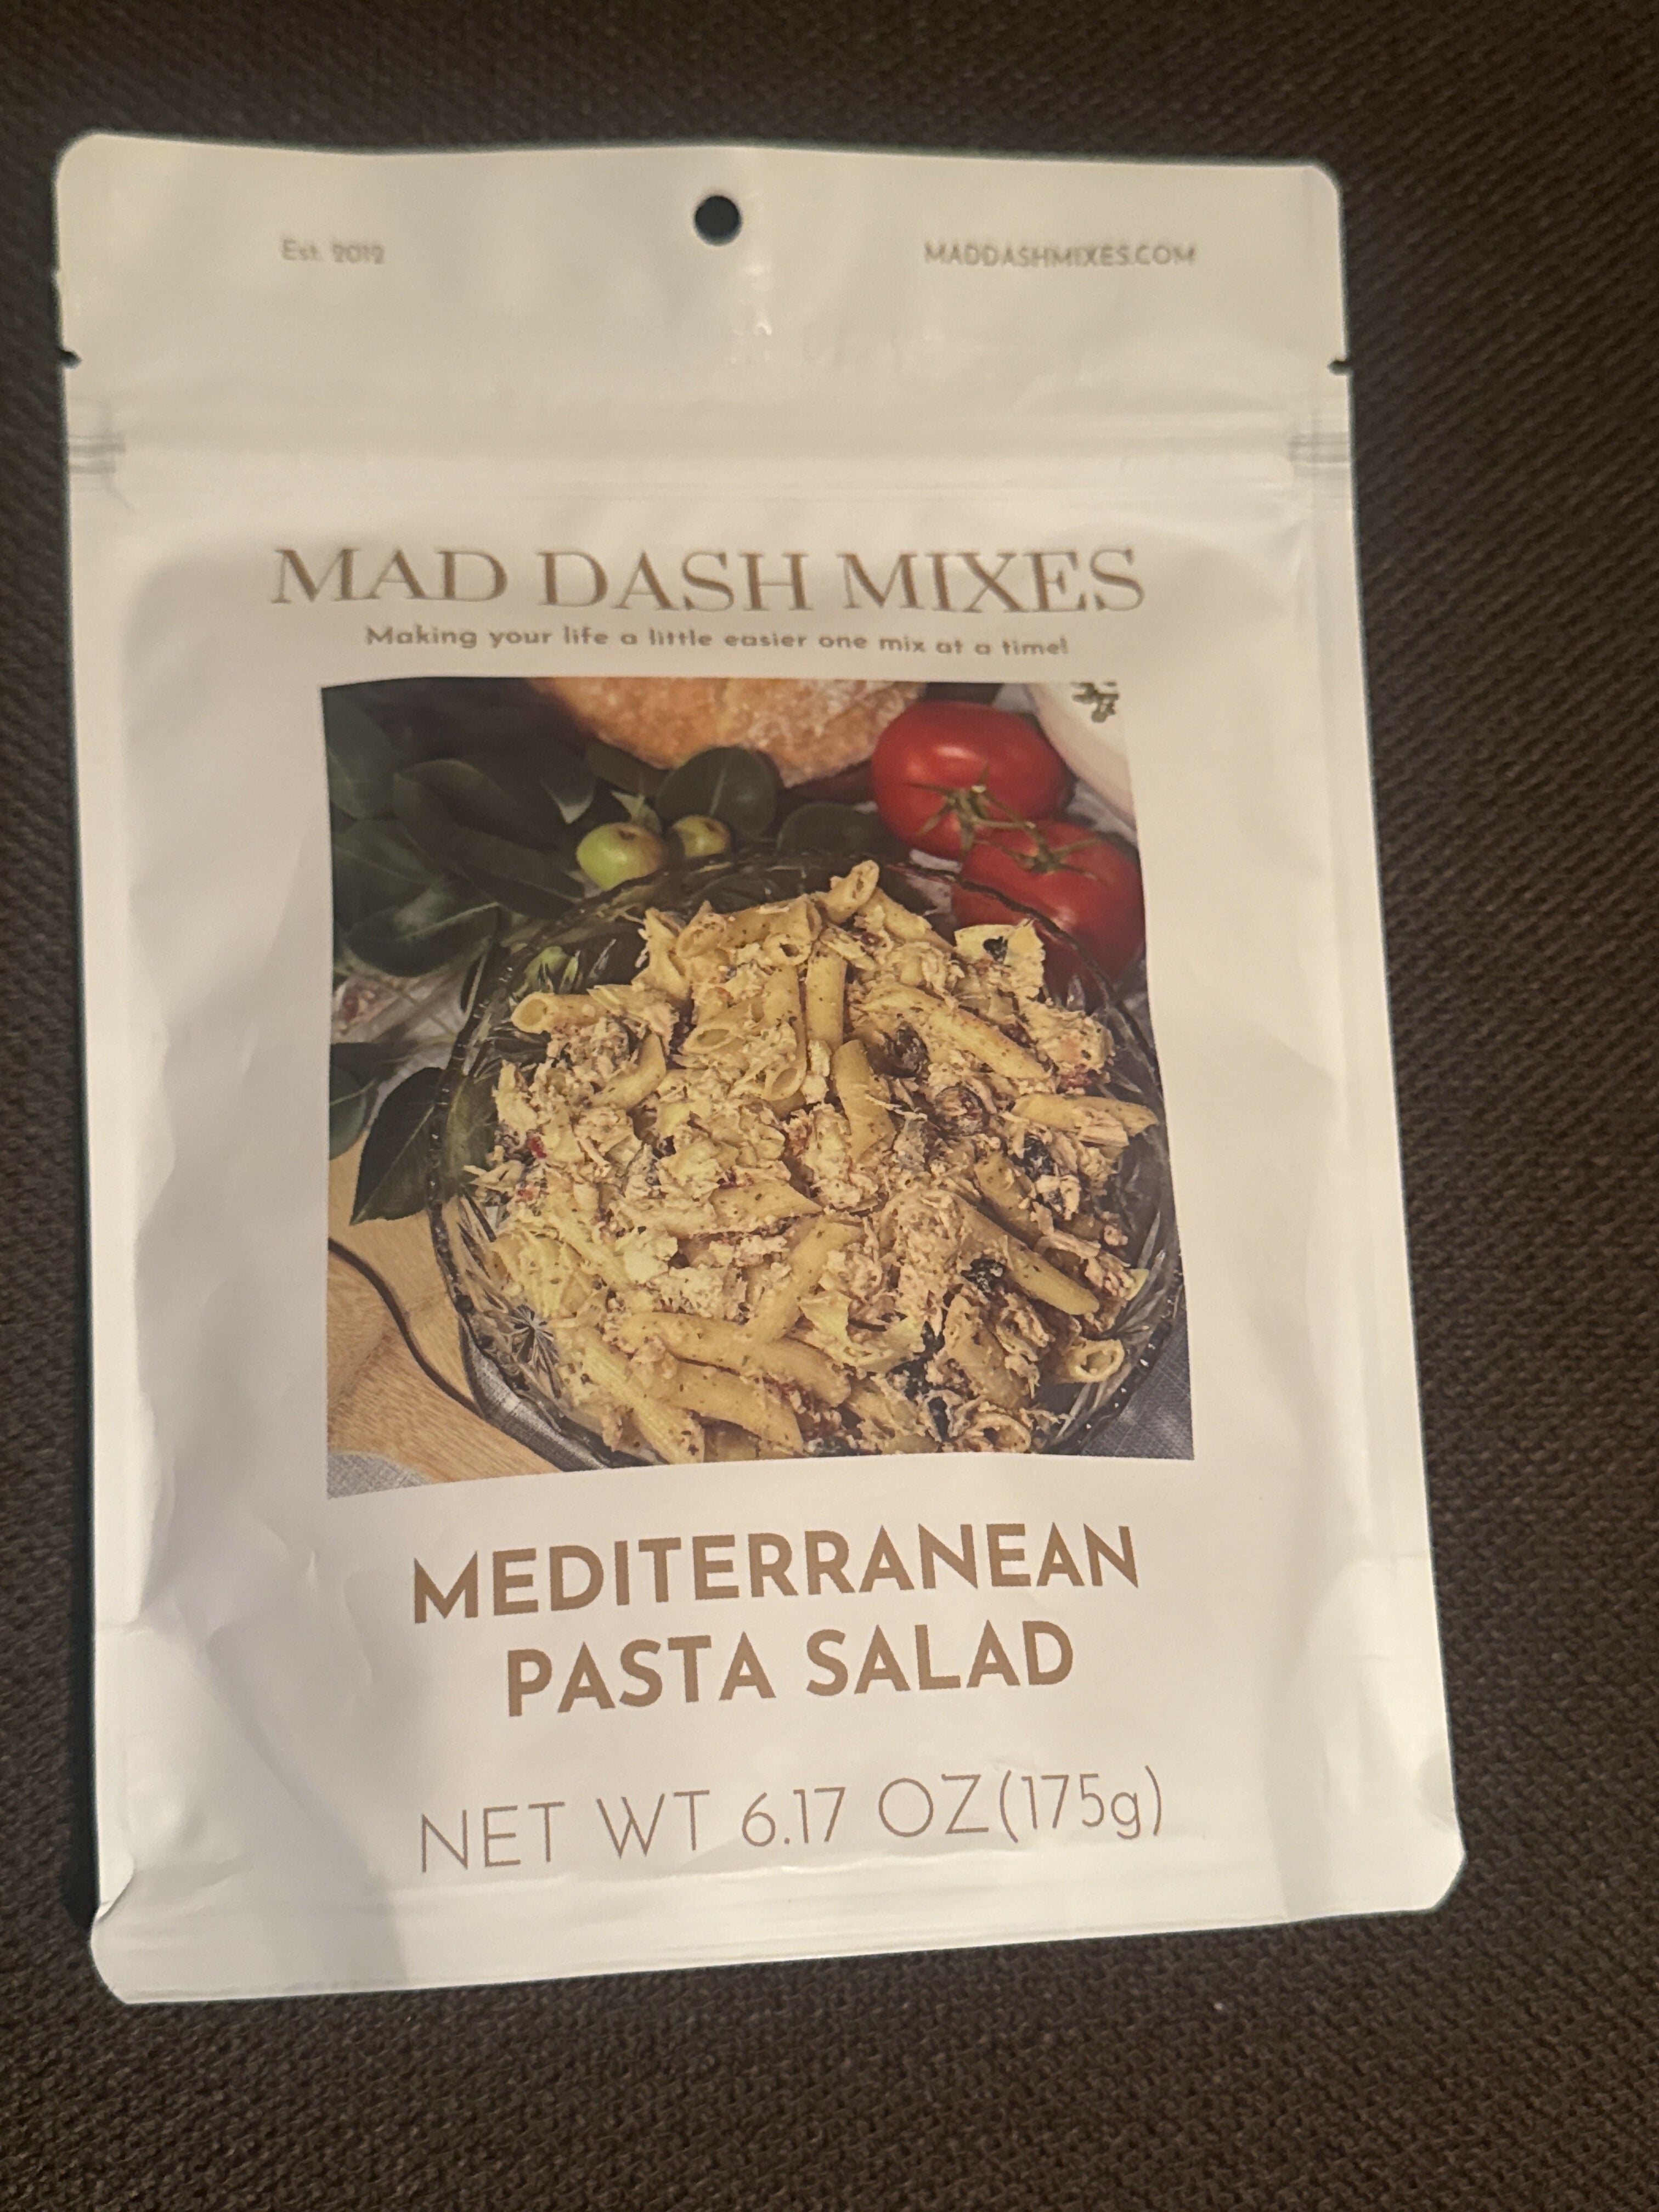 Est. 2012
MADDASHMIXES.COM
MAD DASH MIXES
Making your life a little easier one mix at a time!
MEDITERRANEAN
PASTA SALAD
NET WT 6.17 OZ(175g)